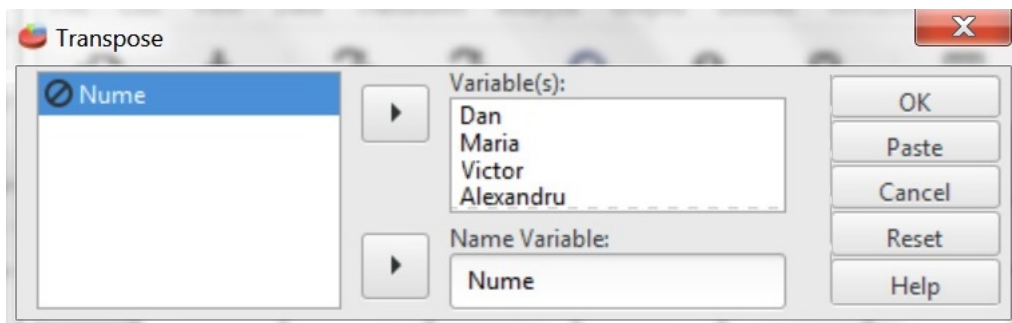 Transpose
Nume
Variable(s):
Dan
Maria
Victor
Alexandru
Name Variable:
Nume
OK
Paste
Cancel
Reset
Help